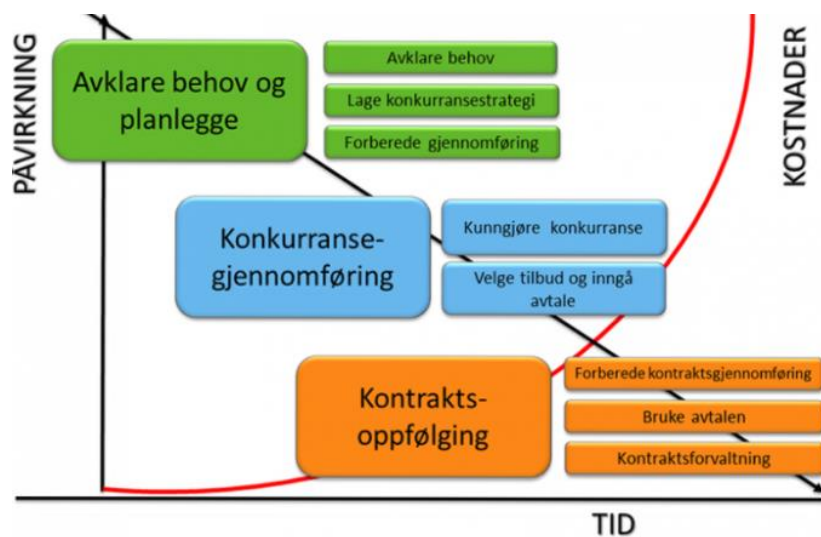 PÅVIRKNING
Avklare behov og
planlegge
Avklare behov
Lage konkurransestrategi
Forberede gjennomføring
KOSTNADER
Konkurranse-
gjennomføring
Kunngjøre konkurranse
Velge tilbud og inngå
avtale
Kontrakts-
oppfølging
Forberede kontraktsgjennomføring
Bruke avtalen
Kontraktsforvaltning
TID